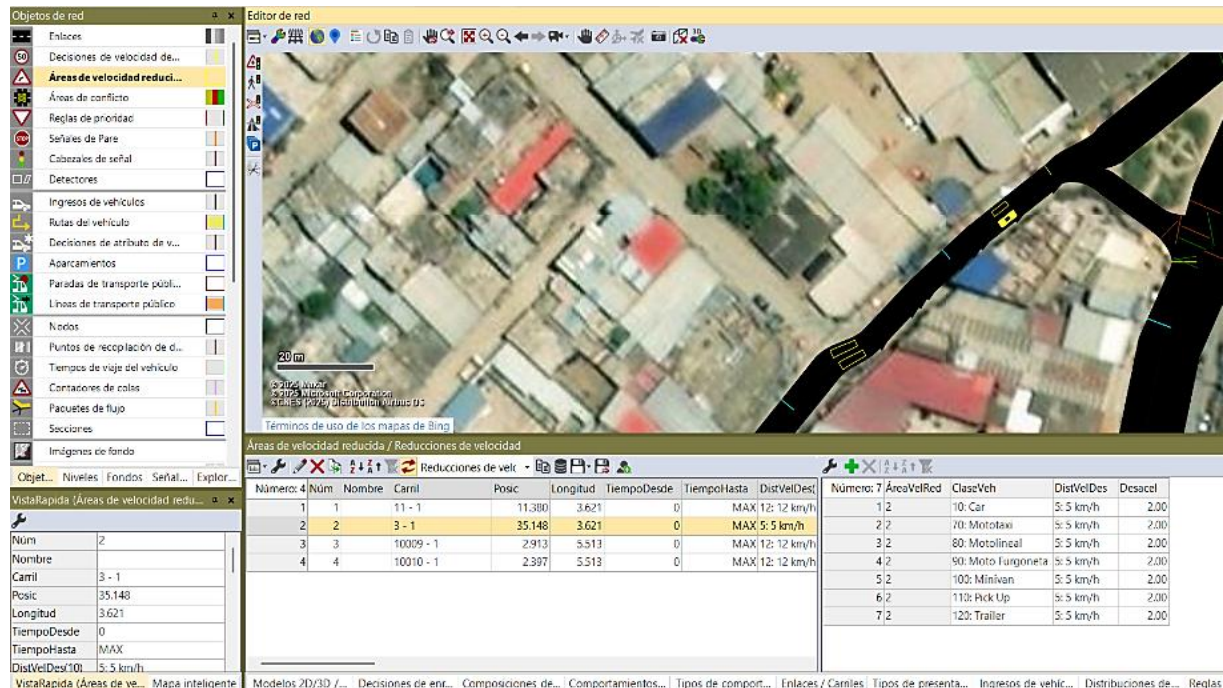 Objetos de red
Enlaces
Decisiones de velocidad de...
Áreas de velocidad reduci...
Áreas de conflicto
Reglas de prioridad
Señales de Pare
Cabezales de señal
Detectores
Ingresos de vehículos
Rutas del vehículo
Decisiones de atributo de v...
Aparcamientos
Paradas de transporte públi...
Líneas de transporte público
Nodos
Puntos de recopilación de d...
Tiempos de viaje del vehículo
Contadores de colas
Paquetes de flujo
Secciones
Imágenes de fondo
Objet... Niveles Fondos Señal... Explor...
VistaRapida (Áreas de velocidad redu...
Núm 2
Nombre
Carril 3 - 1
Posic 35.148
Longitud 3.621
TiempoDesde 0
TiempoHasta MAX
DistVelDes(10) 5: 5 km/h
VistaRapida (Áreas de ve... Mapa inteligente
Editor de red
20 m
© 2025 Maxar
© 2025 Microsoft Corporation
©CNES (2025) Distribution Airbus DS
Términos de uso de los mapas de Bing
Áreas de velocidad reducida / Reducciones de velocidad
Reducciones de veloc
Número: 4 Núm Nombre Carril Posic Longitud TiempoDesde TiempoHasta DistVelDes(
1 1 11 - 1 11.380 3.621 0 MAX 12: 12 km/h
2 2 3 - 1 35.148 3.621 0 MAX 5: 5 km/h
3 3 10009 - 1 2.913 5.513 0 MAX 12: 12 km/h
4 4 10010 - 1 2.397 5.513 0 MAX 12: 12 km/h
Número: 7 ÁreaVelRed ClaseVeh DistVelDes Desacel
1 2 10: Car 5: 5 km/h 2.00
2 2 70: Mototaxi 5: 5 km/h 2.00
3 2 80: Motolineal 5: 5 km/h 2.00
4 2 90: Moto Furgoneta 5: 5 km/h 2.00
5 2 100: Minivan 5: 5 km/h 2.00
6 2 110: Pick Up 5: 5 km/h 2.00
7 2 120: Trailer 5: 5 km/h 2.00
Modelos 2D/3D /... Decisiones de enr... Composiciones de... Comportamientos... Tipos de comport... Enlaces / Carriles Tipos de presenta... Ingresos de vehíc... Distribuciones de... Reglas